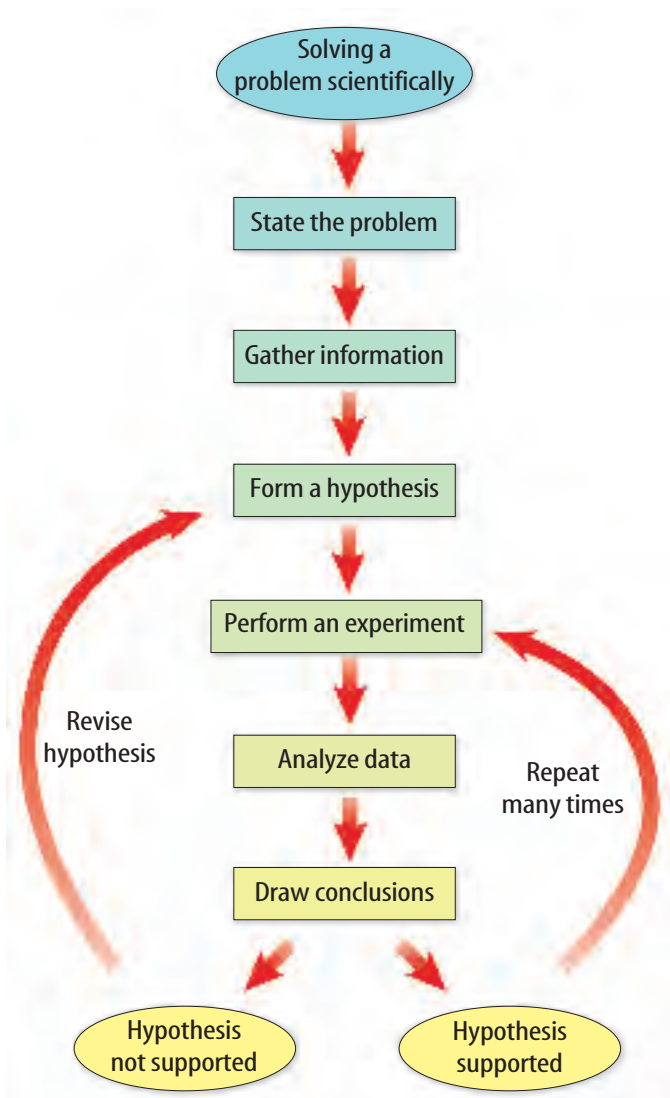 Solving a
problem scientifically
State the problem
Gather information
Form a hypothesis
Perform an experiment
Revise
hypothesis
Analyze data
Repeat
many times
Draw conclusions
Hypothesis
not supported
Hypothesis
supported